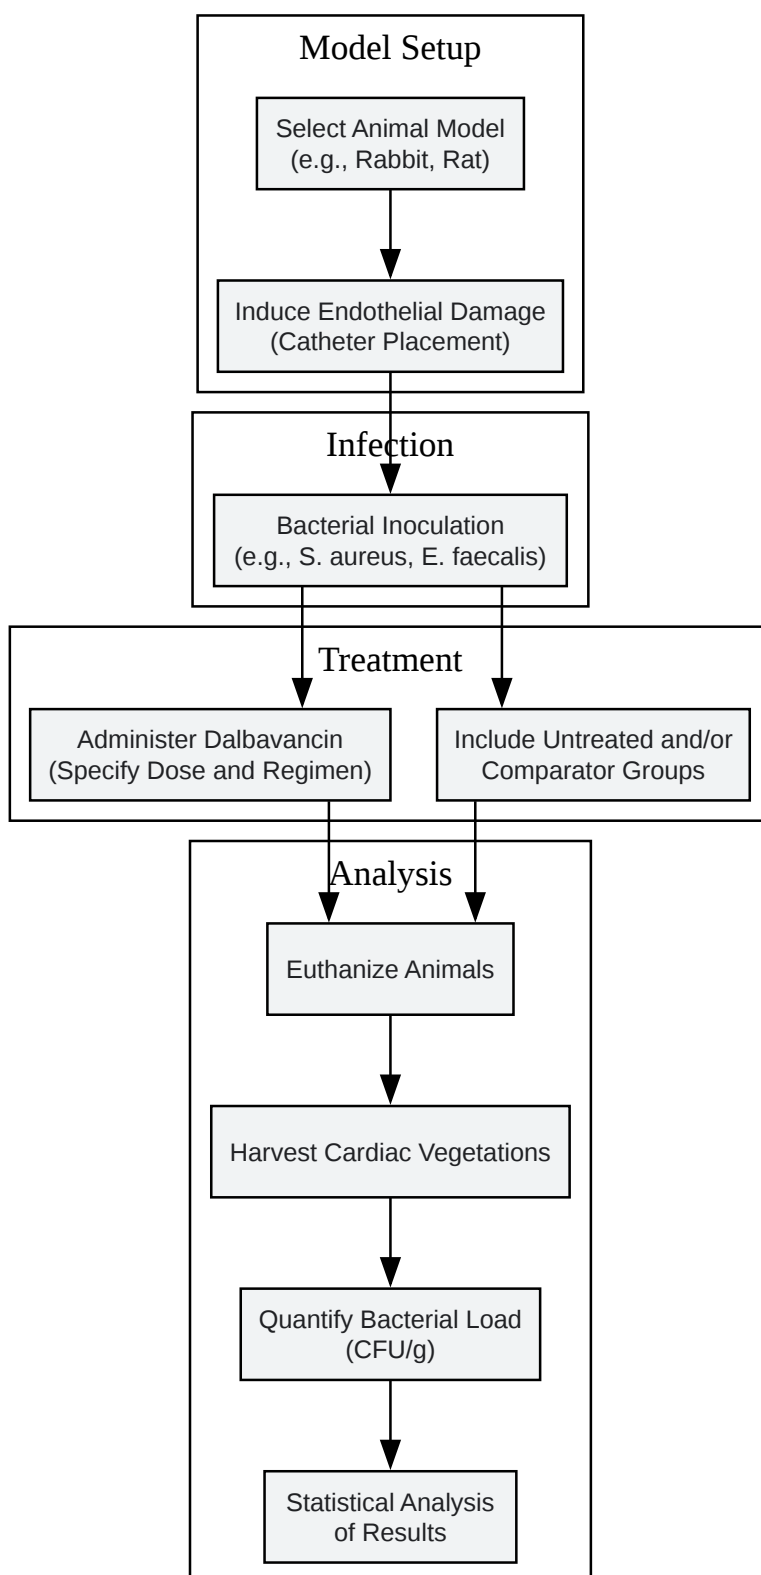 Model Setup
Select Animal Model
(e.g., Rabbit, Rat)
Induce Endothelial Damage
(Catheter Placement)
Infection
Bacterial Inoculation
(e.g., S. aureus, E. faecalis)
Treatment
Administer Dalbavancin
(Specify Dose and Regimen)
Include Untreated and/or
Comparator Groups
Analysis
Euthanize Animals
Harvest Cardiac Vegetations
Quantify Bacterial Load
(CFU/g)
Statistical Analysis
of Results